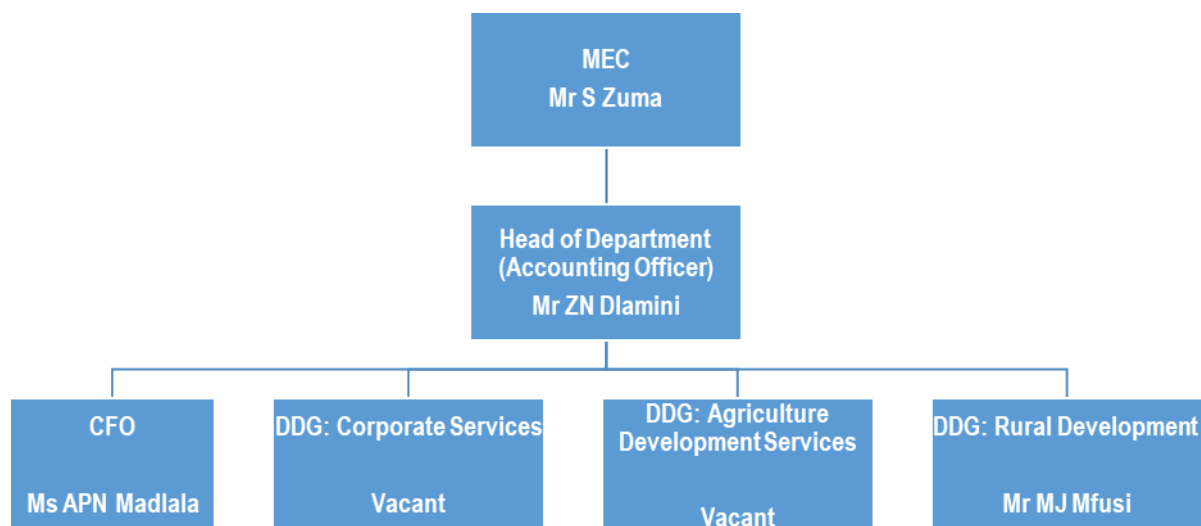 MEC
Mr S Zuma
Head of Department
(Accounting Officer)
Mr ZN Dlamini
CFO
Ms APN Madlala
DDG: Corporate Services
Vacant
DDG: Agriculture
Development Services
Vacant
DDG: Rural Development
Mr MJ Mfusi